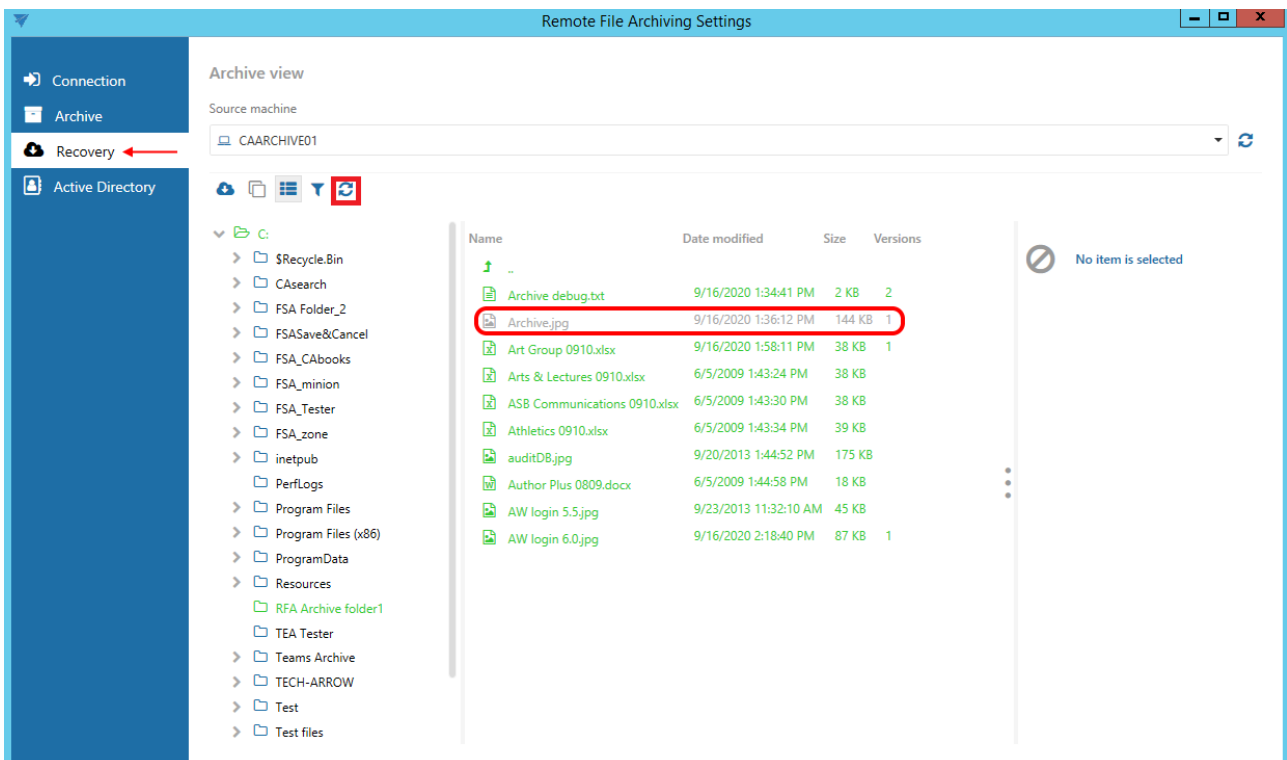 Remote File Archiving Settings
Connection
Archive
Recovery
Active Directory
Archive view
Source machine
CAARCHIVE01
C:
$Recycle.Bin
CAsearch
FSA Folder_2
FSASave&Cancel
FSA_CAbooks
FSA_minion
FSA_Tester
FSA_zone
inetpub
PerfLogs
Program Files
Program Files (x86)
ProgramData
Resources
RFA Archive folder1
TEA Tester
Teams Archive
TECH-ARROW
Test
Test files
Name Date modified Size Versions
..
Archive debug.txt 9/16/2020 1:34:41 PM 2 KB 2
Archive.jpg 9/16/2020 1:36:12 PM 144 KB 1
Art Group 0910.xlsx 9/16/2020 1:58:11 PM 38 KB 1
Arts & Lectures 0910.xlsx 6/5/2009 1:43:24 PM 38 KB
ASB Communications 0910.xlsx 6/5/2009 1:43:30 PM 38 KB
Athletics 0910.xlsx 6/5/2009 1:43:34 PM 39 KB
auditDB.jpg 9/20/2013 1:44:52 PM 175 KB
Author Plus 0809.docx 6/5/2009 1:44:58 PM 18 KB
AW login 5.5.jpg 9/23/2013 11:32:10 AM 45 KB
AW login 6.0.jpg 9/16/2020 2:18:40 PM 87 KB 1
No item is selected